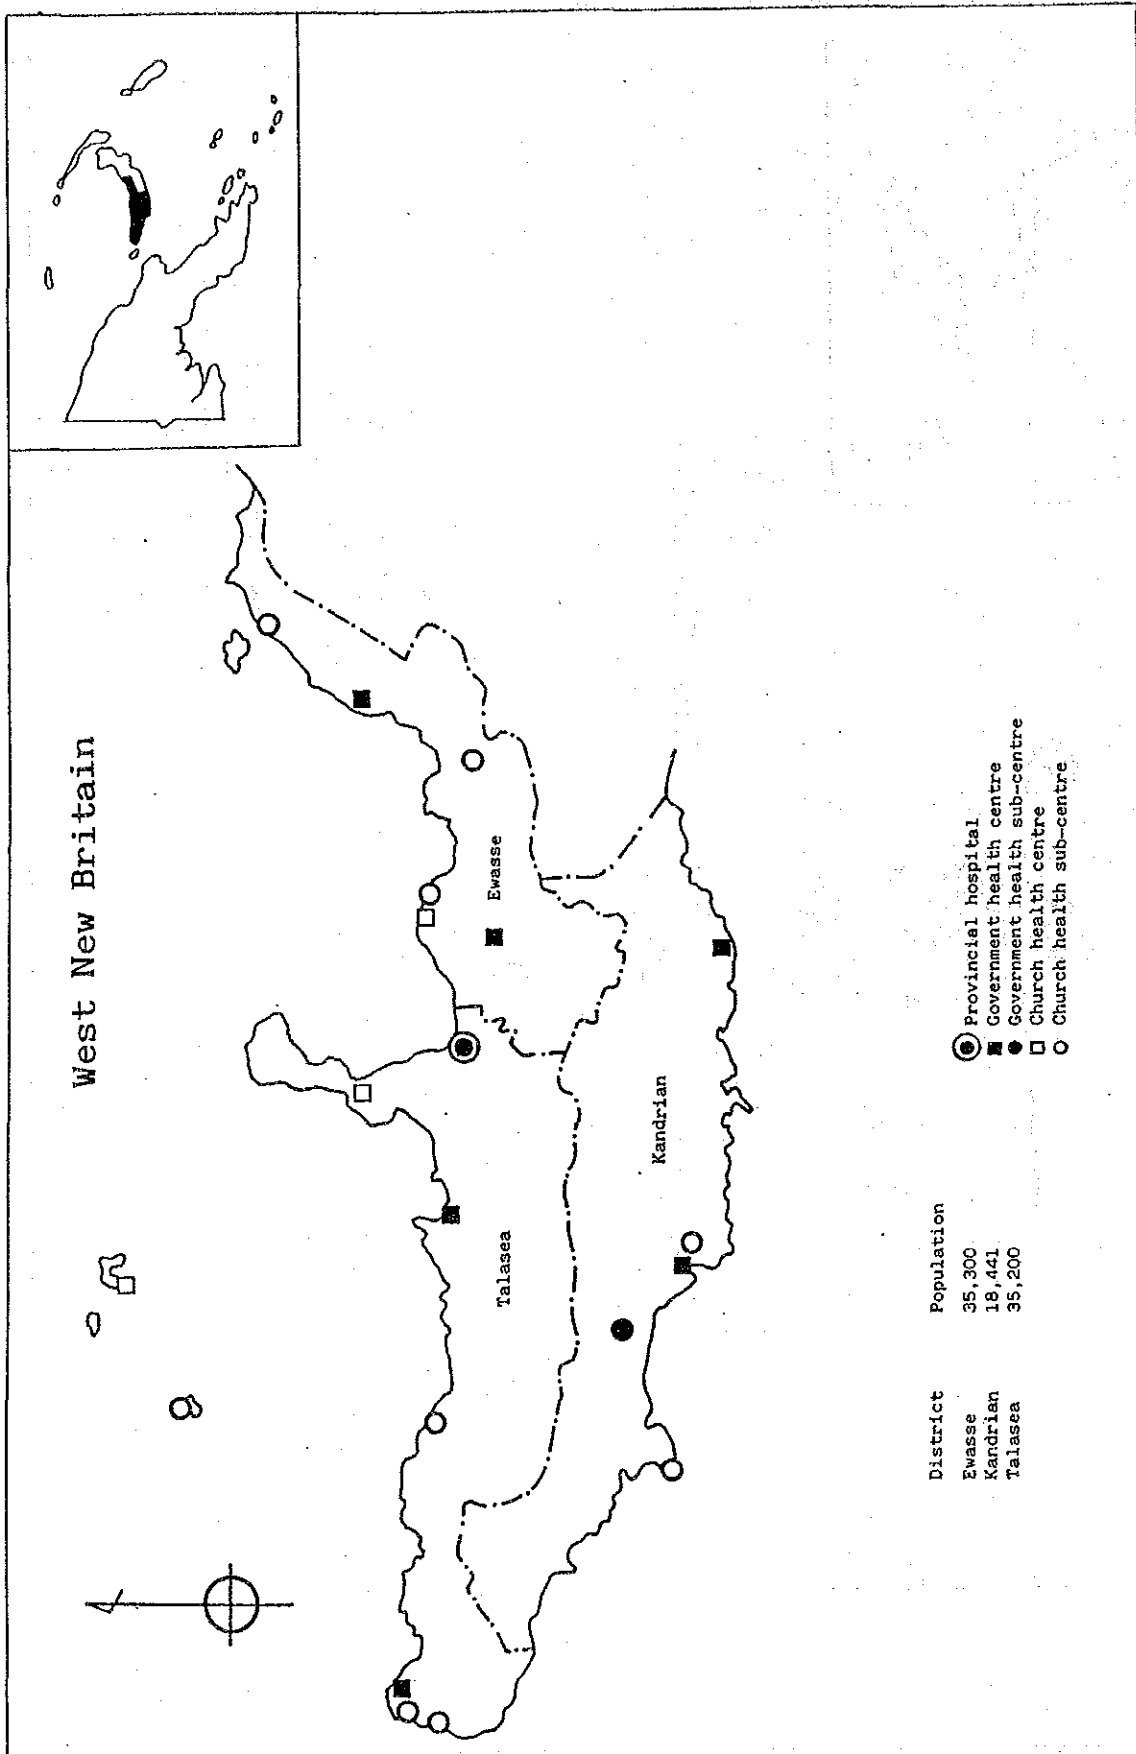 West New Britain
Ewasse
Talasea
Kandrian
District Population
Ewasse 35,300
Kandrian 18,441
Talasea 35,200
Provincial hospital
Government health centre
Government health sub-centre
Church health centre
Church health sub-centre